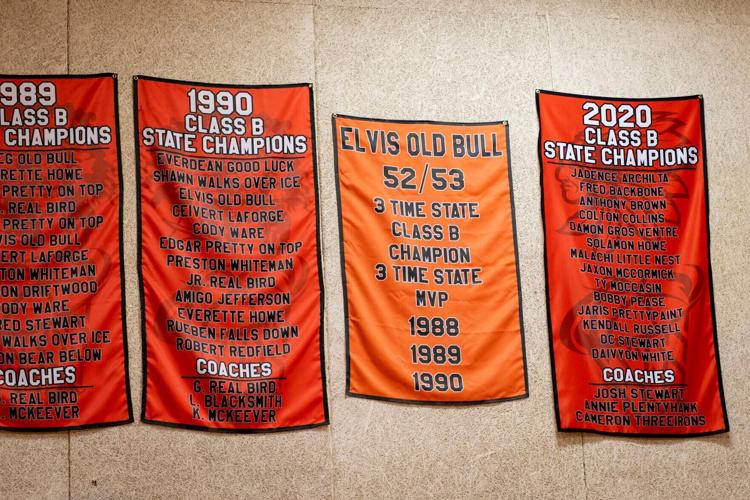 989
CLASS B
CHAMPIONS
EG OLD BULL
RETTE HOWE
PRETTY ON TOP
. REAL BIRD
PRETTY ON TOP
VIS OLD BULL
ERT LAFORGE
TON WHITEMAN
ON DRIFTWOOD
ODY WARE
RED STEWART
WALKS OVER ICE
ON BEAR BELOW
COACHES
. REAL BIRD
. MCKEEVER
1990
CLASS B
STATE CHAMPIONS
EVERDEAN GOOD LUCK
SHAWN WALKS OVER ICE
ELVIS OLD BULL
CEIVERT LAFORGE
CODY WARE
EDGAR PRETTY ON TOP
PRESTON WHITEMAN
JR. REAL BIRD
AMIGO JEFFERSON
EVERETTE HOWE
RUEBEN FALLS DOWN
ROBERT REDFIELD
COACHES
G. REAL BIRD
L. BLACKSMITH
K. MCKEEVER
ELVIS OLD BULL
52/53
3 TIME STATE
CLASS B
CHAMPION
3 TIME STATE
MVP
1988
1989
1990
2020
CLASS B
STATE CHAMPIONS
JADENCE ARCHILTA
FRED BACKBONE
ANTHONY BROWN
COLTON COLLINS
DAMON GROS VENTRE
SOLAMON HOWE
MALACHI LITTLE NEST
JAXON MCCORMICK
TY MOCCASIN
BOBBY PEASE
JARIS PRETTYPAINT
KENDALL RUSSELL
DC STEWART
DAIVYON WHITE
COACHES
JOSH STEWART
ANNIE PLENTYHAWK
CAMERON THREEIRONS